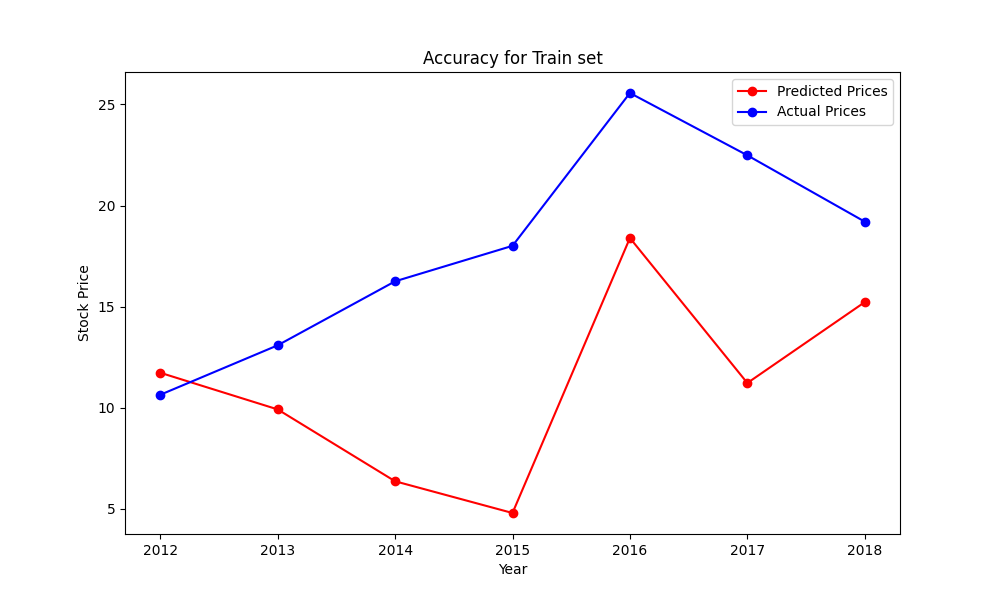 Accuracy for Train set
Predicted Prices
Actual Prices
25
20
15
10
5
Stock Price
2012 2013 2014 2015 2016 2017 2018
Year